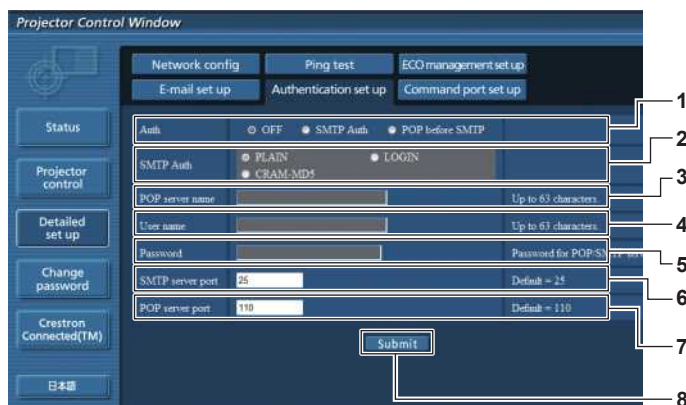 Projector Control Window
Network config Ping test ECO management set up
E-mail set up Authentication set up Command port set up
Status
Projector control
Detailed set up
Change password
Crestron Connected(TM)
日本語
Auth OFF SMTP Auth POP before SMTP 1
SMTP Auth PLAIN LOGIN 2
CRAM-MD5
POP server name Up to 63 characters. 3
User name Up to 63 characters. 4
Password Password for POP/SMTP 5
SMTP server port 25 Default = 25 6
POP server port 110 Default = 110 7
Submit 8